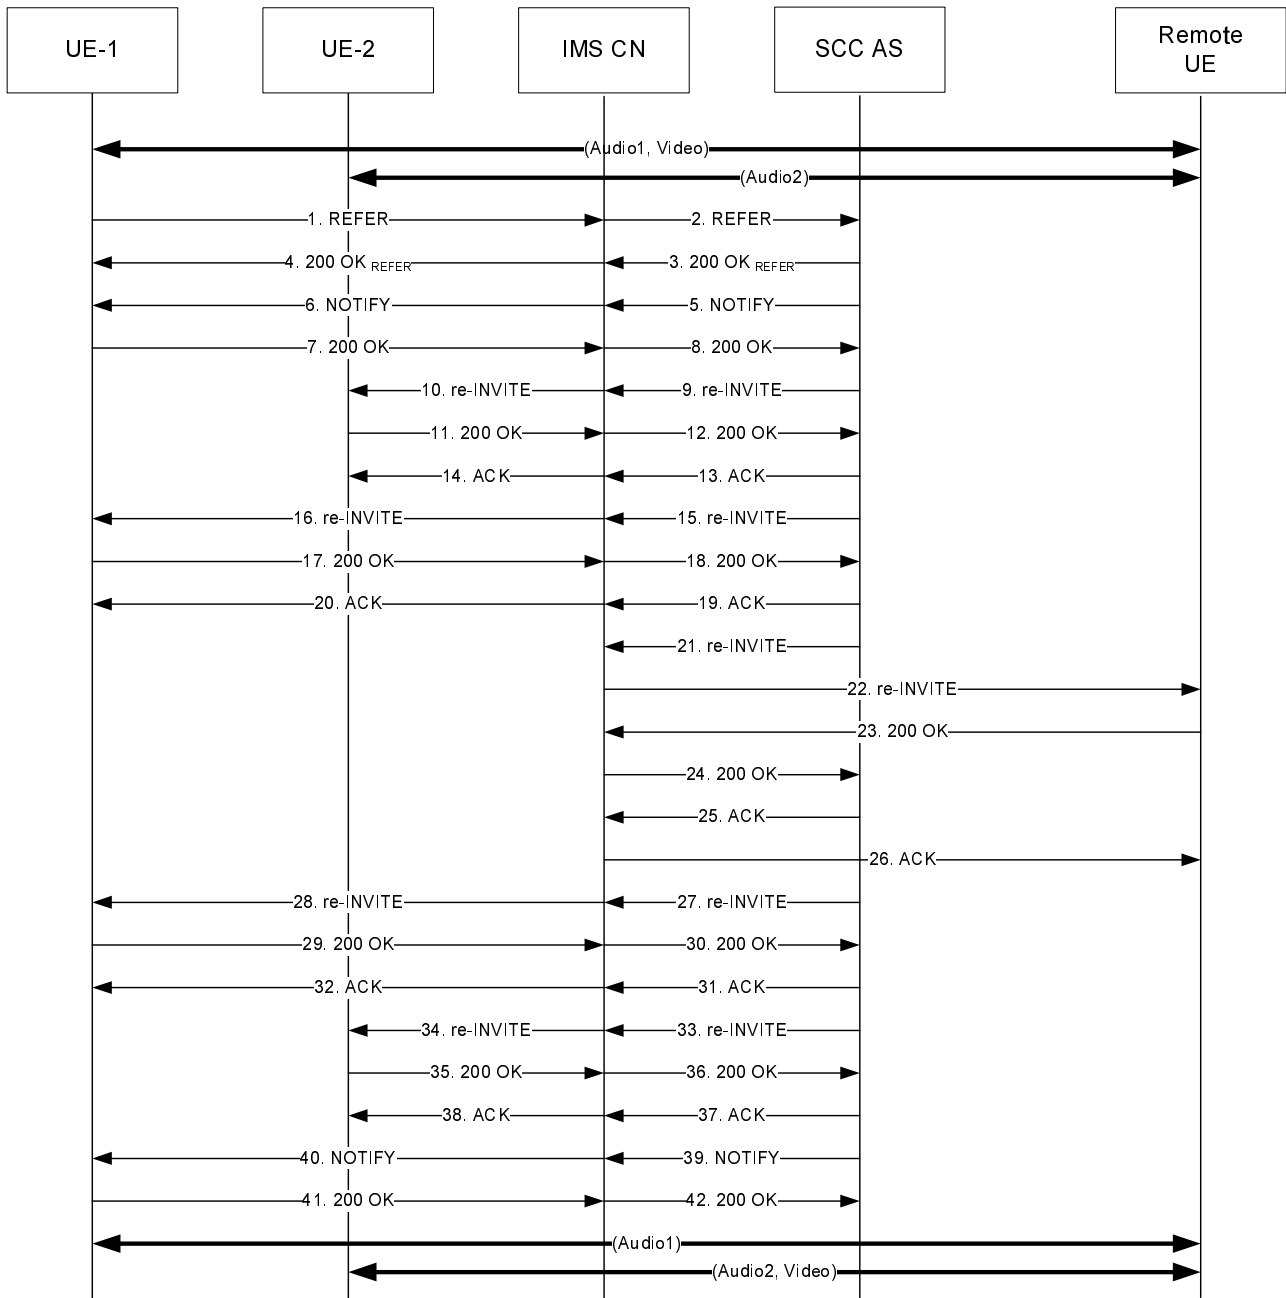 UE-1
UE-2
IMS CN
SCC AS
Remote
UE
(Audio1, Video)
(Audio2)
1. REFER
2. REFER
4. 200 OK REFER
3. 200 OK REFER
6. NOTIFY
5. NOTIFY
7. 200 OK
8. 200 OK
10. re-INVITE
9. re-INVITE
11. 200 OK
12. 200 OK
14. ACK
13. ACK
16. re-INVITE
15. re-INVITE
17. 200 OK
18. 200 OK
20. ACK
19. ACK
21. re-INVITE
22. re-INVITE
23. 200 OK
24. 200 OK
25. ACK
26. ACK
28. re-INVITE
27. re-INVITE
29. 200 OK
30. 200 OK
32. ACK
31. ACK
34. re-INVITE
33. re-INVITE
35. 200 OK
36. 200 OK
38. ACK
37. ACK
40. NOTIFY
39. NOTIFY
41. 200 OK
42. 200 OK
(Audio1)
(Audio2, Video)